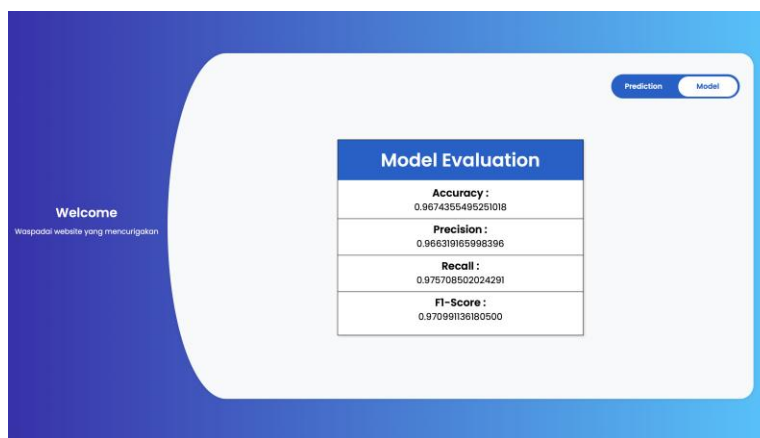 Prediction Model
Model Evaluation
Accuracy :
0.9674355495251018
Precision :
0.966319165998396
Recall :
0.975708502024291
F1-Score :
0.970991136180500
Welcome
Waspadai website yang mencurigakan